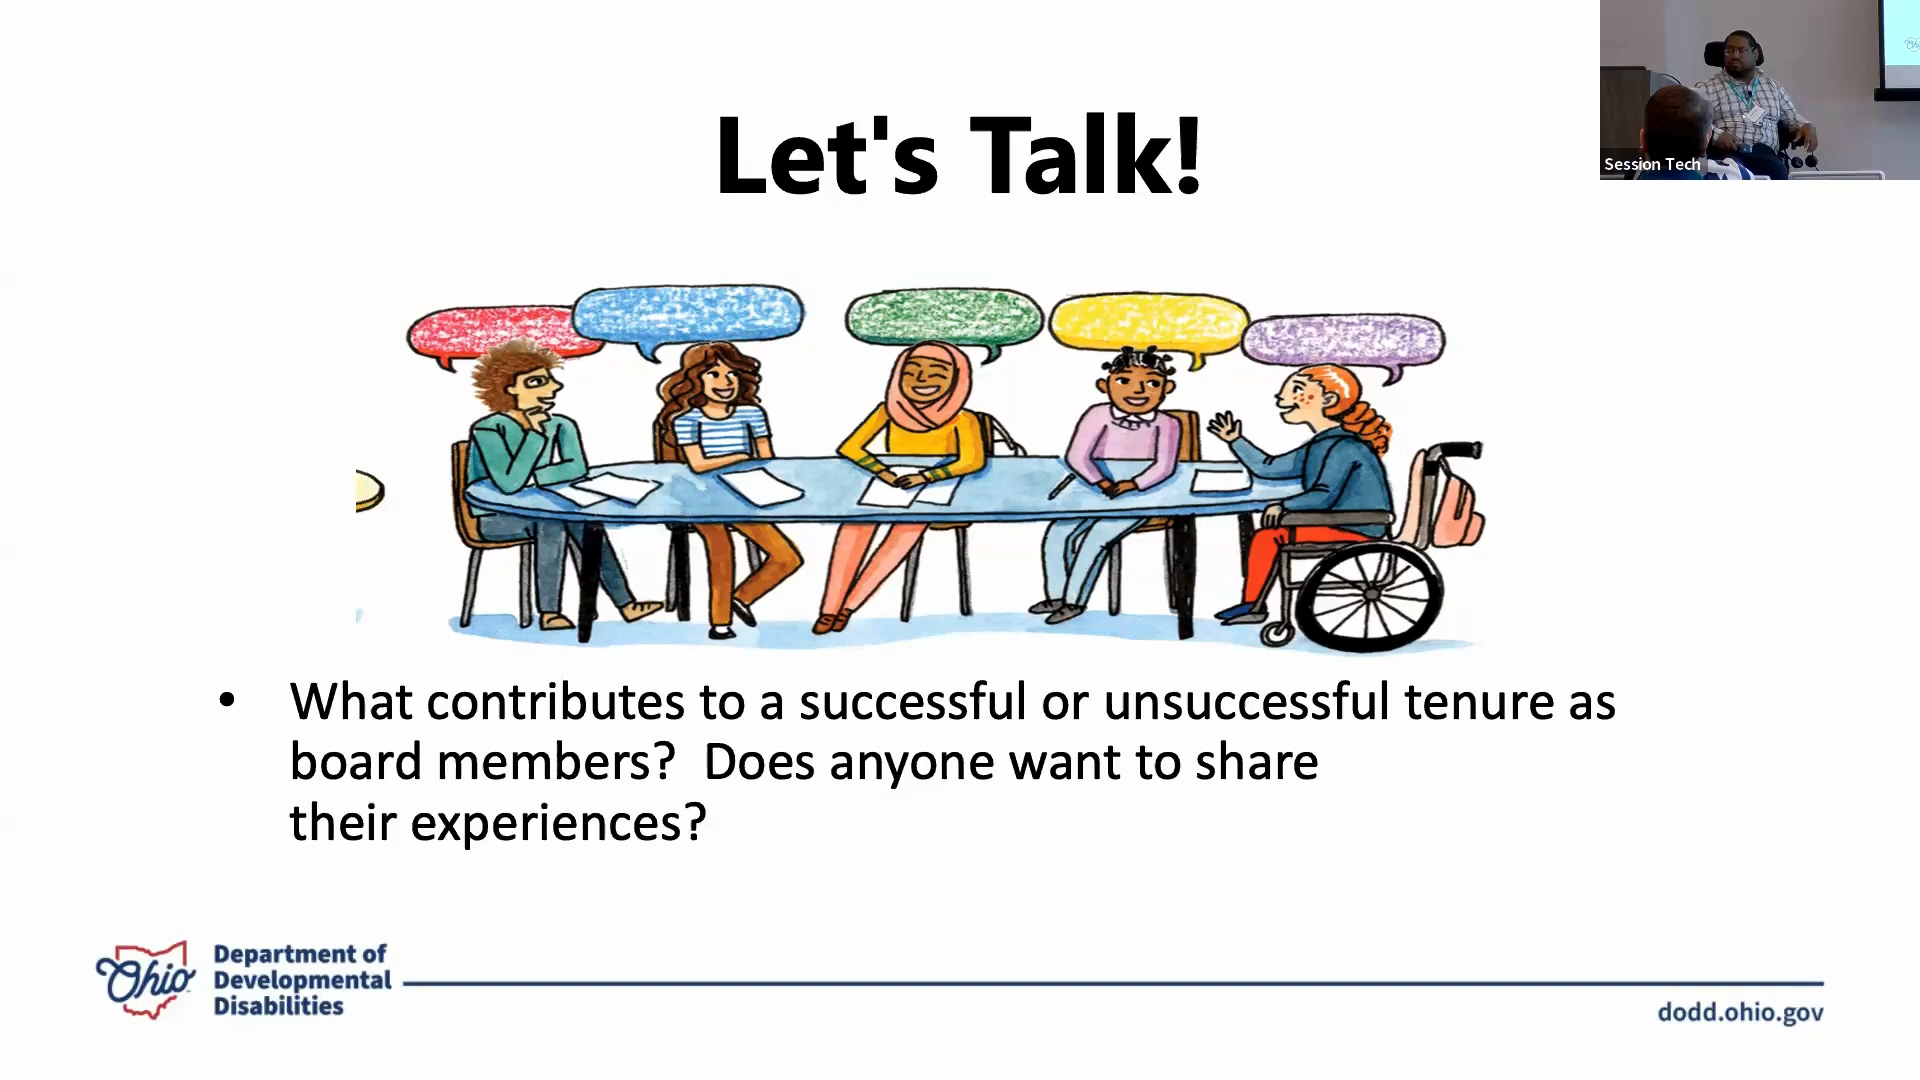 Let's Talk!
Session Tech
• What contributes to a successful or unsuccessful tenure as
board members?  Does anyone want to share
their experiences?
Ohio
Department of
Developmental
Disabilities
dodd.ohio.gov